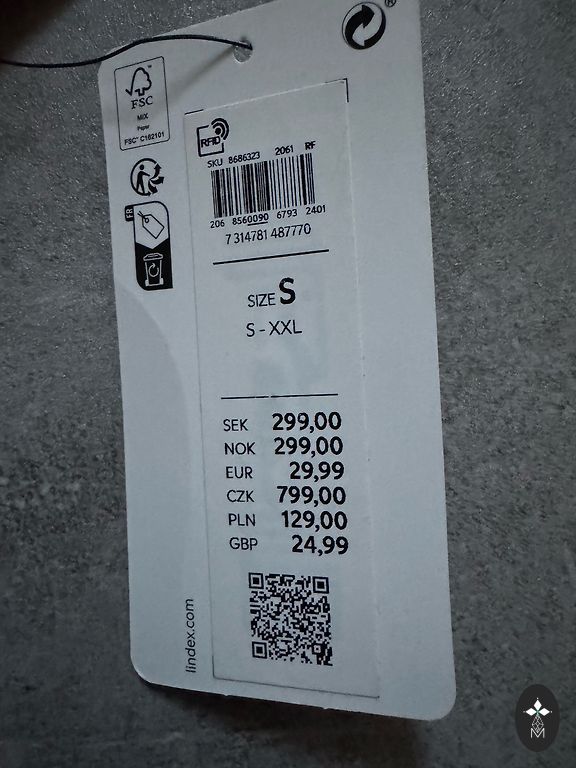 ®
FSC
MIX
Paper
FSC™ C162101
FR
RFID
SKU 8686323 2061 RF
206 8560090 6793 2401
7 314781 487770
SIZE S
S - XXL
SEK 299,00
NOK 299,00
EUR 29,99
CZK 799,00
PLN 129,00
GBP 24,99
lindex.com
M